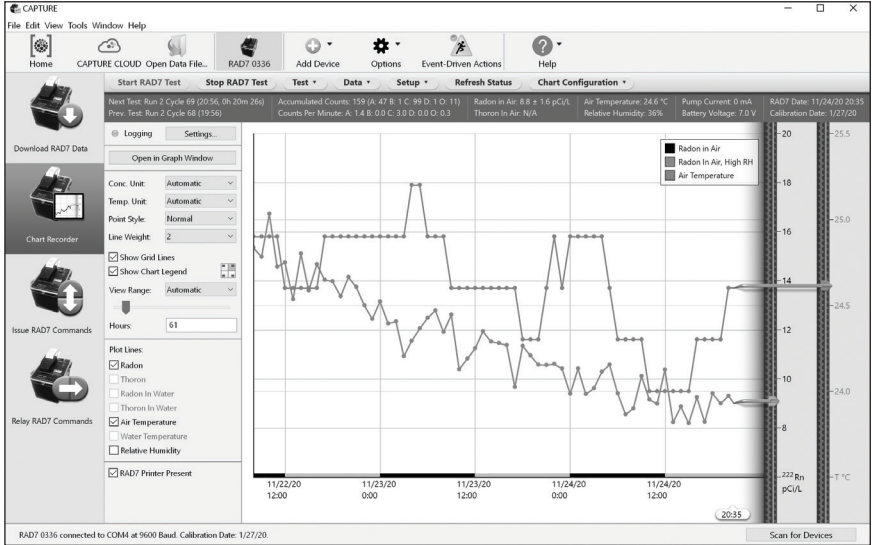 CAPTURE
File Edit View Tools Window Help
Home CAPTURE CLOUD Open Data File... RAD7 0336 Add Device Options Event-Driven Actions Help
Start RAD7 Test Stop RAD7 Test Test Data Setup Refresh Status Chart Configuration
Next Test: Run 2 Cycle 69 (20:56, 0h 20m 26s) Accumulated Counts: 159 (A: 47 B: 1 C: 99 D: 1 O: 11) Radon in Air: 8.8 ± 1.6 pCi/L Air Temperature: 24.6 °C Pump Current: 0 mA RAD7 Date: 11/24/20 20:35
Prev. Test: Run 2 Cycle 68 (19:56) Counts Per Minute: A: 1.4 B: 0.0 C: 3.0 D: 0.0 O: 0.3 Thoron In Air: N/A Relative Humidity: 36% Battery Voltage: 7.0 V Calibration Date: 1/27/20
Download RAD7 Data
Chart Recorder
Issue RAD7 Commands
Relay RAD7 Commands
Logging Settings...
Open in Graph Window
Conc. Unit: Automatic
Temp. Unit: Automatic
Point Style: Normal
Line Weight: 2
Show Grid Lines
Show Chart Legend
View Range: Automatic
Hours: 61
Plot Lines:
Radon
Thoron
Radon In Water
Thoron In Water
Air Temperature
Water Temperature
Relative Humidity
RAD7 Printer Present
Radon in Air
Radon In Air, High RH
Air Temperature
20
18
16
14
12
10
8
222 Rn
pCi/L
25.5
25.0
24.5
24.0
T °C
11/22/20 11/23/20 11/23/20 11/24/20 11/24/20
12:00 0:00 12:00 0:00 12:00
20:35
RAD7 0336 connected to COM4 at 9600 Baud. Calibration Date: 1/27/20. Scan for Devices